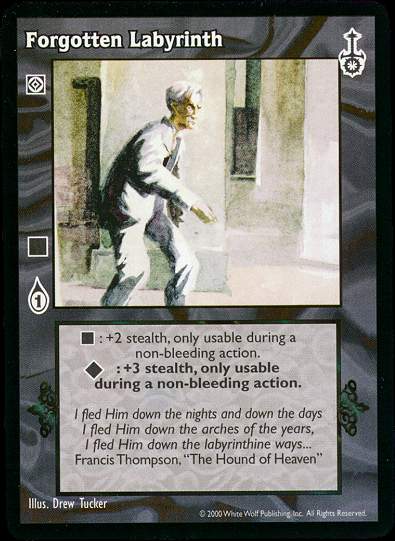 Forgotten Labyrinth
1
: +2 stealth, only usable during a
non-bleeding action.
: +3 stealth, only usable
during a non-bleeding action.
I fled Him down the nights and down the days
I fled Him down the arches of the years,
I fled Him down the labyrinthine ways...
Francis Thompson, "The Hound of Heaven"
Illus. Drew Tucker
© 2000 White Wolf Publishing, Inc. All Rights Reserved.